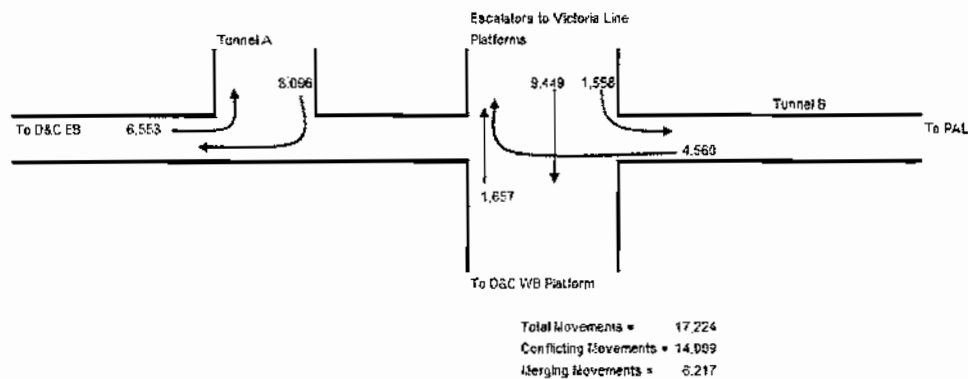 Escalators to Victoria Line
Platforms
Tunnel A
8,096
9,449
1,558
Tunnel B
To D&C EB
6,553
To PAL
4,560
1,657
To D&C WB Platform
Total Movements = 17,224
Conflicting Movements = 14,009
Merging Movements = 6,217